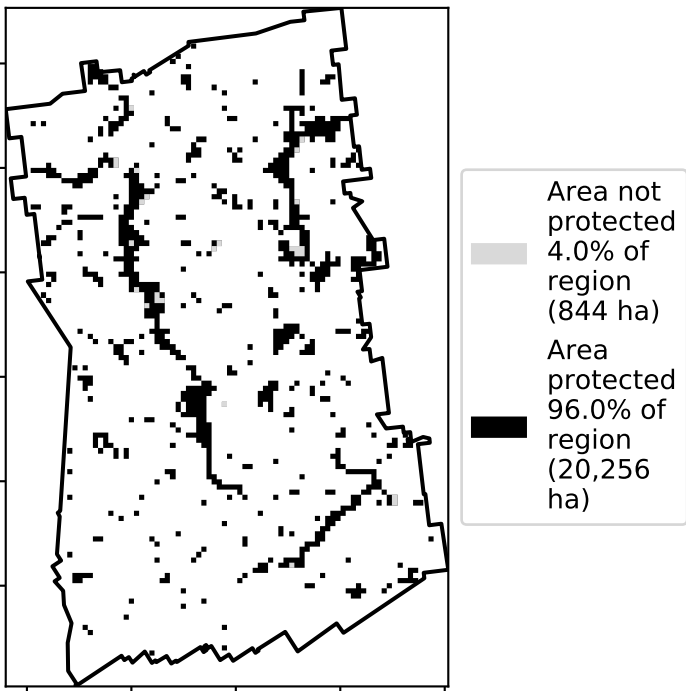 Area not
protected
4.0% of
region
(844 ha)
Area
protected
96.0% of
region
(20,256
ha)